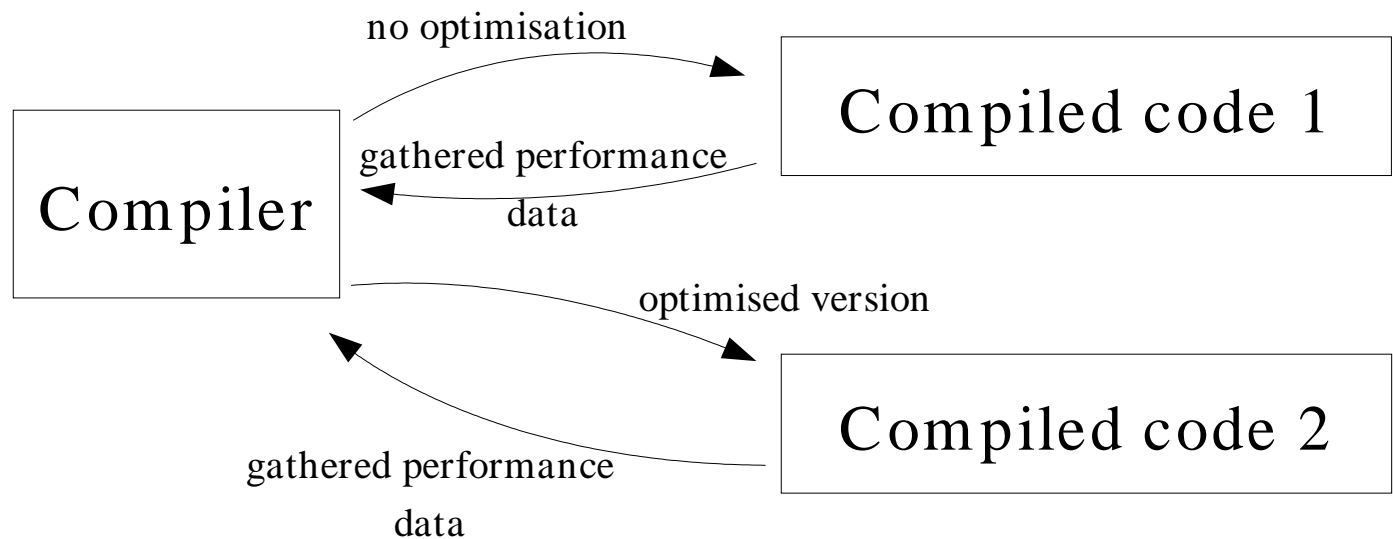 no optimisation
Compiled code 1
gathered performance
data
Compiler
optimised version
Compiled code 2
gathered performance
data